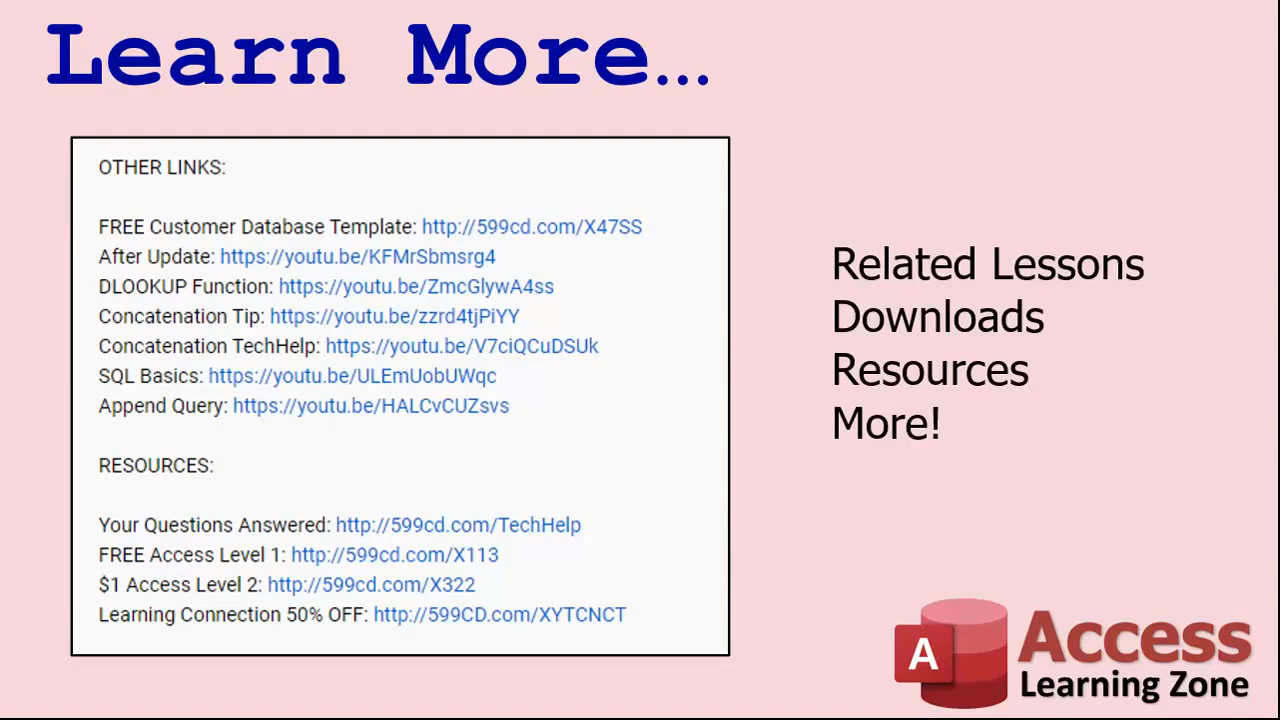 Learn More...
OTHER LINKS:
FREE Customer Database Template: http://599cd.com/X47SS
After Update: https://youtu.be/KFMrSbmsrg4
DLOOKUP Function: https://youtu.be/ZmcGlywA4ss
Concatenation Tip: https://youtu.be/zzrd4tjPiYY
Concatenation TechHelp: https://youtu.be/V7ciQCuDSUk
SQL Basics: https://youtu.be/ULEmUobUWqc
Append Query: https://youtu.be/HALCvCUZsvs
RESOURCES:
Your Questions Answered: http://599cd.com/TechHelp
FREE Access Level 1: http://599cd.com/X113
$1 Access Level 2: http://599cd.com/X322
Learning Connection 50% OFF: http://599CD.com/XYTCNCT
Related Lessons
Downloads
Resources
More!
A
Access
Learning Zone